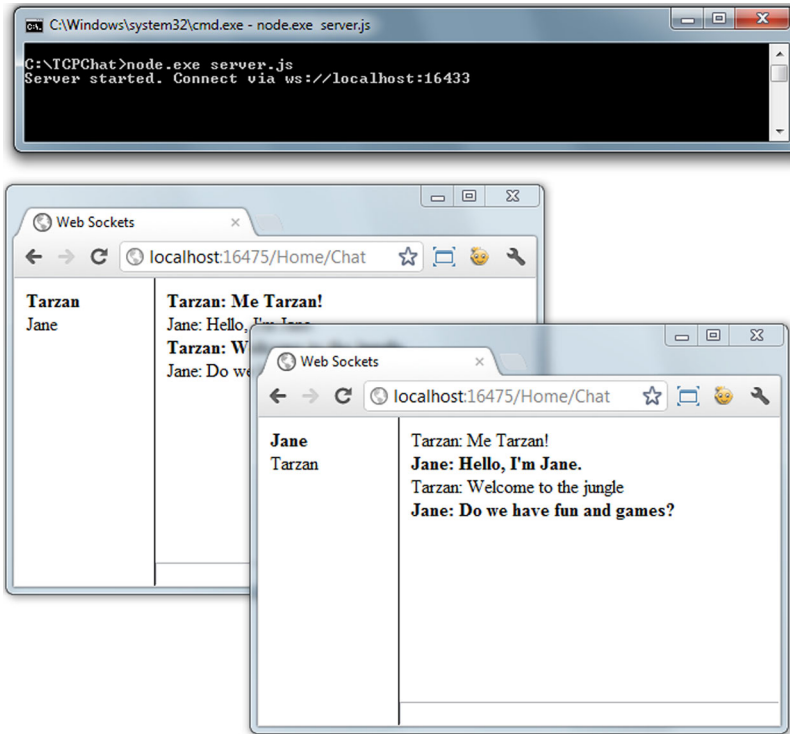 C:\Windows\system32\cmd.exe - node.exe server.js
C:\TCPChat>node.exe server.js
Server started. Connect via ws://localhost:16433
Web Sockets
localhost:16475/Home/Chat
Tarzan
Jane
Tarzan: Me Tarzan!
Jane: Hello, I'm Jane
Tarzan: W
Jane: Do we
Web Sockets
localhost:16475/Home/Chat
Jane
Tarzan
Tarzan: Me Tarzan!
Jane: Hello, I'm Jane.
Tarzan: Welcome to the jungle
Jane: Do we have fun and games?